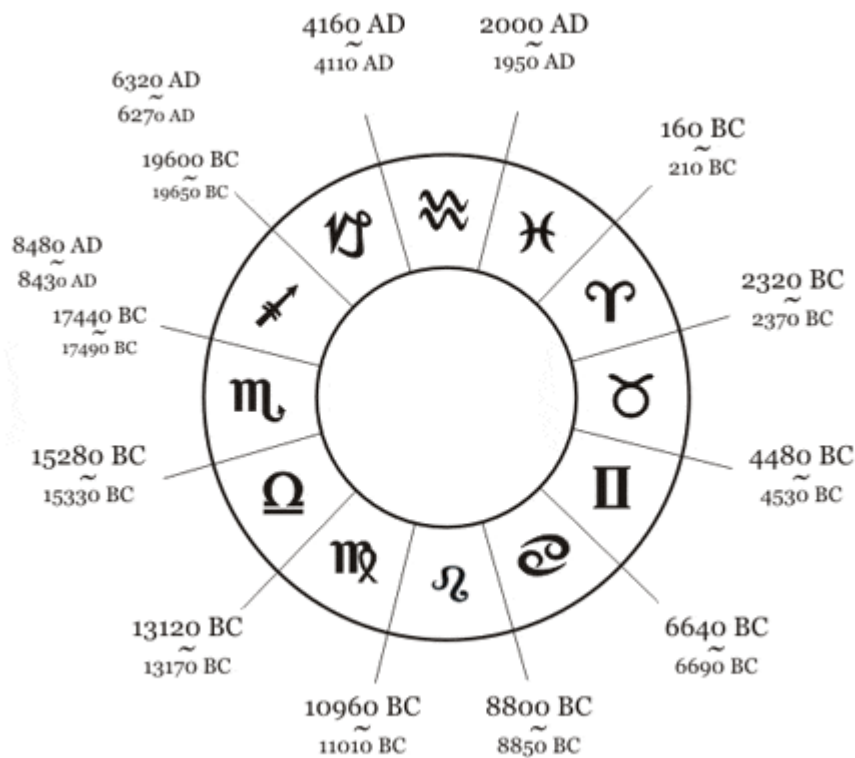 4160 AD
~
4110 AD
2000 AD
~
1950 AD
6320 AD
~
6270 AD
160 BC
~
210 BC
19600 BC
~
19650 BC
8480 AD
~
8430 AD
2320 BC
~
2370 BC
17440 BC
~
17490 BC
♒
♓
♑
♈
♐
♉
♏
♊
♎
♋
♍
♌
15280 BC
~
15330 BC
4480 BC
~
4530 BC
13120 BC
~
13170 BC
6640 BC
~
6690 BC
10960 BC
~
11010 BC
8800 BC
~
8850 BC